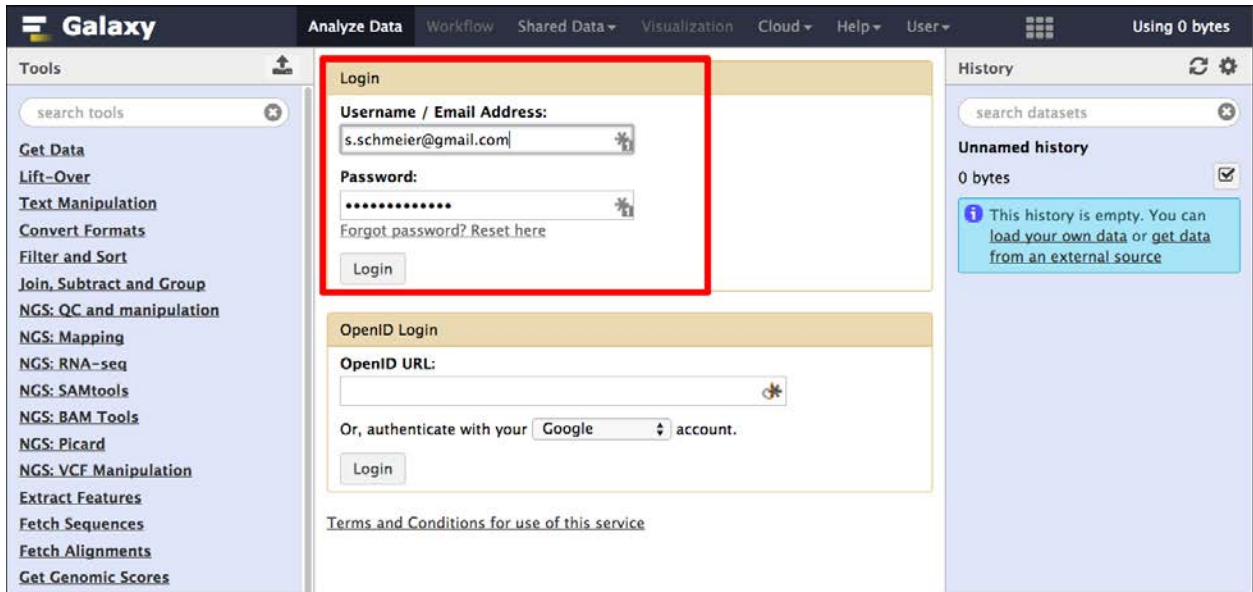 Galaxy
Analyze Data Workflow Shared Data Visualization Cloud Help User Using 0 bytes
Tools
search tools
Get Data
Lift-Over
Text Manipulation
Convert Formats
Filter and Sort
Join, Subtract and Group
NGS: QC and manipulation
NGS: Mapping
NGS: RNA-seq
NGS: SAMtools
NGS: BAM Tools
NGS: Picard
NGS: VCF Manipulation
Extract Features
Fetch Sequences
Fetch Alignments
Get Genomic Scores
Login
Username / Email Address:
s.schmeier@gmail.com
Password:
•••••••••••••
Forgot password? Reset here
Login
OpenID Login
OpenID URL:
Or, authenticate with your Google account.
Login
Terms and Conditions for use of this service
History
search datasets
Unnamed history
0 bytes
This history is empty. You can
load your own data or get data
from an external source